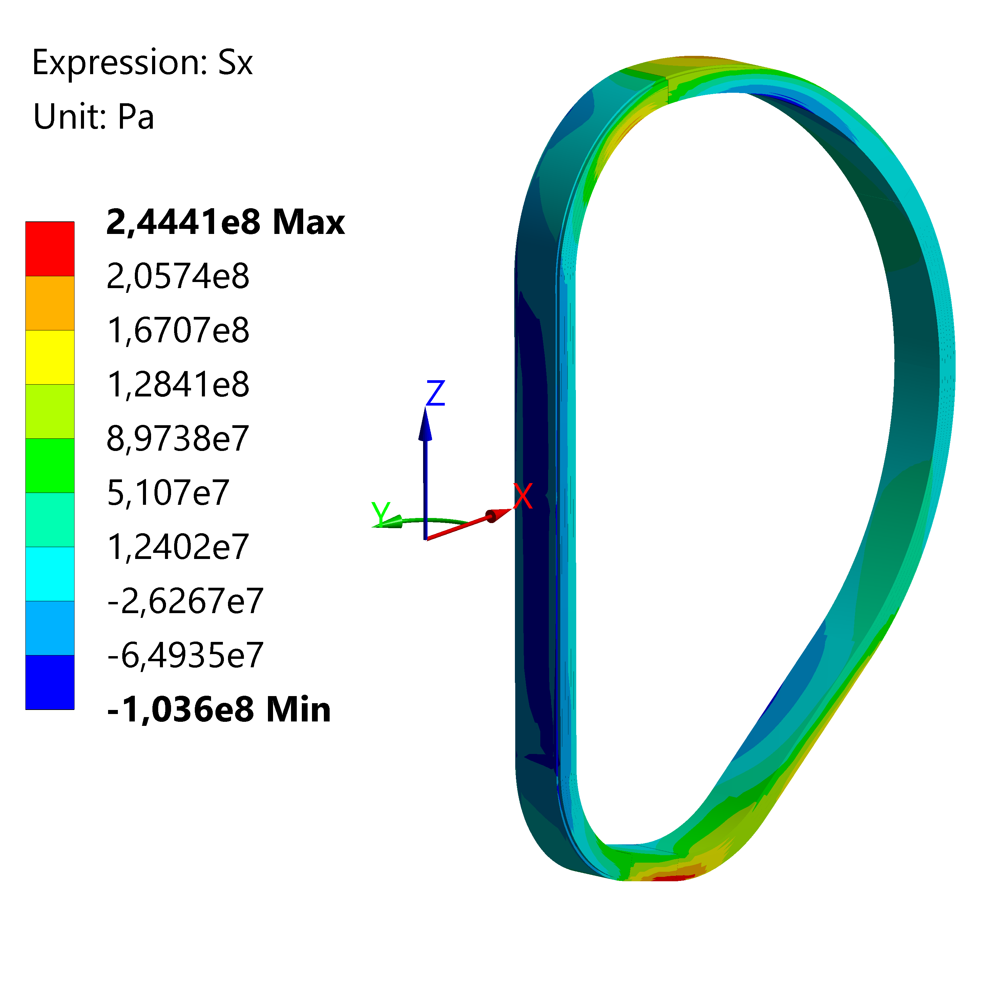 Expression: Sx
Unit: Pa
2,4441e8 Max
2,0574e8
1,6707e8
1,2841e8
8,9738e7
5,107e7
1,2402e7
-2,6267e7
-6,4935e7
-1,036e8 Min
Z
X
Y